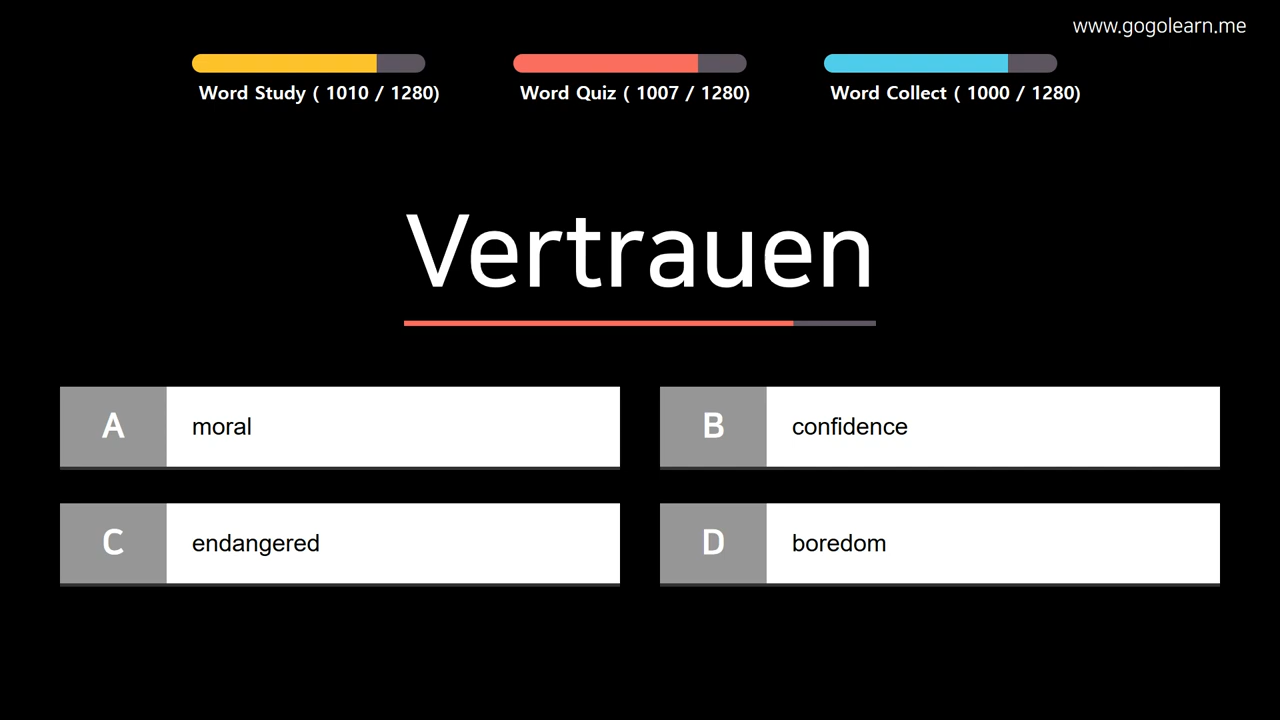 www.gogolearn.me
Word Study ( 1010 / 1280)
Word Quiz ( 1007 / 1280)
Word Collect ( 1000 / 1280)
Vertrauen
A moral
B confidence
C endangered
D boredom